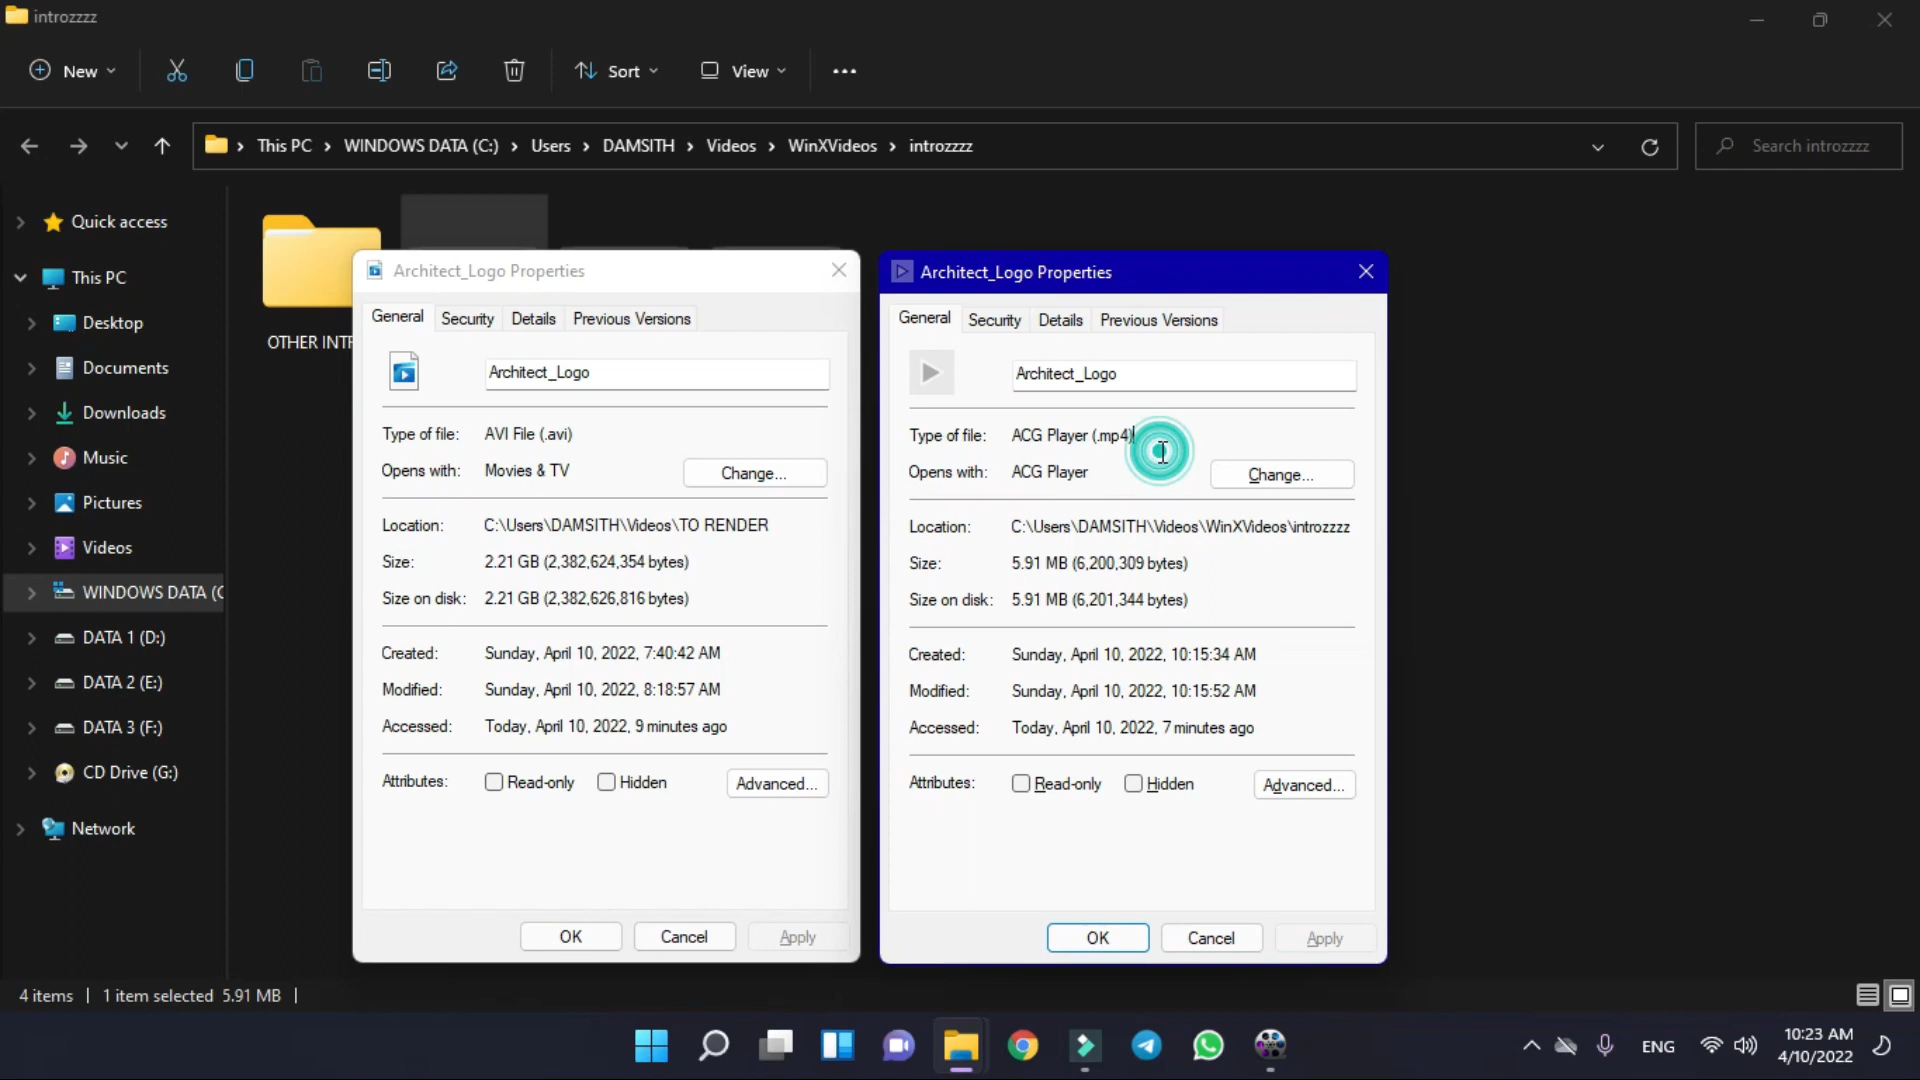 introzzzz
New
Sort
View
This PC
WINDOWS DATA (C:)
Users
DAMSITH
Videos
WinXVideos
introzzzz
Search introzzzz
Quick access
This PC
Desktop
Documents
Downloads
Music
Pictures
Videos
WINDOWS DATA (C
DATA 1 (D:)
DATA 2 (E:)
DATA 3 (F:)
CD Drive (G:)
Network
OTHER INTR
Architect_Logo Properties
General Security Details Previous Versions
Architect_Logo
Type of file: AVI File (.avi)
Opens with: Movies & TV Change...
Location: C:\Users\DAMSITH\Videos\TO RENDER
Size: 2.21 GB (2,382,624,354 bytes)
Size on disk: 2.21 GB (2,382,626,816 bytes)
Created: Sunday, April 10, 2022, 7:40:42 AM
Modified: Sunday, April 10, 2022, 8:18:57 AM
Accessed: Today, April 10, 2022, 9 minutes ago
Attributes: Read-only Hidden Advanced...
OK Cancel Apply
Architect_Logo Properties
General Security Details Previous Versions
Architect_Logo
Type of file: ACG Player (.mp4)
Opens with: ACG Player Change...
Location: C:\Users\DAMSITH\Videos\WinXVideos\introzzzz
Size: 5.91 MB (6,200,309 bytes)
Size on disk: 5.91 MB (6,201,344 bytes)
Created: Sunday, April 10, 2022, 10:15:34 AM
Modified: Sunday, April 10, 2022, 10:15:52 AM
Accessed: Today, April 10, 2022, 7 minutes ago
Attributes: Read-only Hidden Advanced...
OK Cancel Apply
4 items 1 item selected 5.91 MB
ENG
10:23 AM
4/10/2022